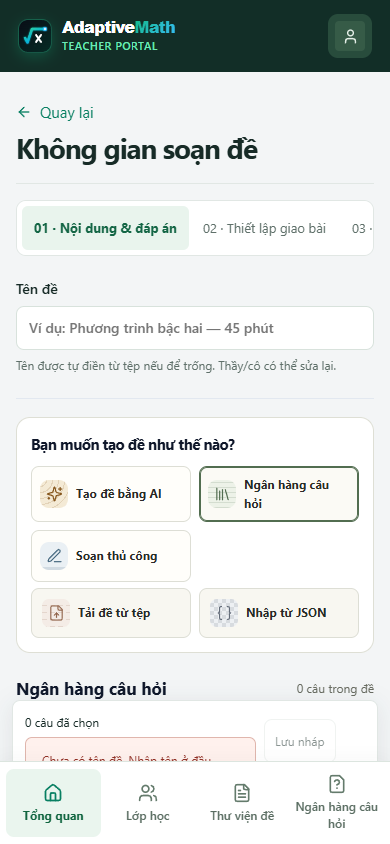 AdaptiveMath
TEACHER PORTAL
← Quay lại
Không gian soạn đề
01 · Nội dung & đáp án
02 · Thiết lập giao bài
03 ·
Tên đề
Ví dụ: Phương trình bậc hai — 45 phút
Tên được tự điền từ tệp nếu để trống. Thầy/cô có thể sửa lại.
Bạn muốn tạo đề như thế nào?
Tạo đề bằng AI
Ngân hàng câu
hỏi
Soạn thủ công
Tải đề từ tệp
Nhập từ JSON
Ngân hàng câu hỏi
0 câu trong đề
0 câu đã chọn
Lưu nháp
Chưa có tên đề. Nhập tên ở đầu
Tổng quan
Lớp học
Thư viện đề
Ngân hàng câu
hỏi